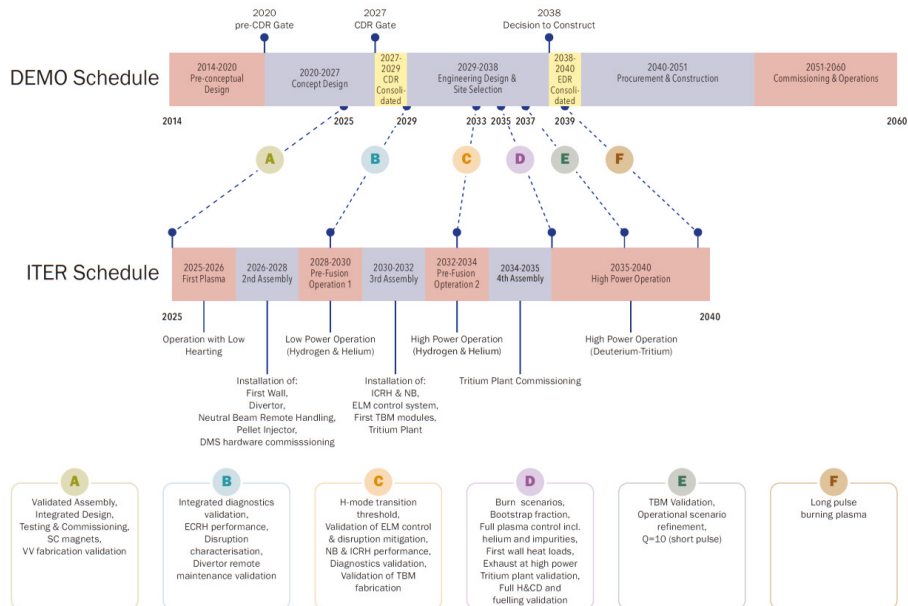 2020
pre-CDR Gate
2027
CDR Gate
2038
Decision to Construct
DEMO Schedule
2014-2020
Pre-conceptual
Design
2020-2027
Concept Design
2027-
2029
CDR
Consoli-
dated
2029-2038
Engineering Design &
Site Selection
2038-
2040
EDR
Consoli-
dated
2040-2051
Procurement & Construction
2051-2060
Commissioning & Operations
2014
2025
2029
2033
2035
2037
2039
2060
A
B
C
D
E
F
ITER Schedule
2025-2026
First Plasma
2026-2028
2nd Assembly
2028-2030
Pre-Fusion
Operation 1
2030-2032
3rd Assembly
2032-2034
Pre-Fusion
Opteration 2
2034-2035
4th Assembly
2035-2040
High Power Operation
2025
2040
Operation with Low
Hearting
Low Power Operation
(Hydrogen & Helium)
High Power Operation
(Hydrogen & Helium)
High Power Operation
(Deuterium-Tritium)
Installation of:
First Wall,
Divertor,
Neutral Beam Remote Handling,
Pellet Injector,
DMS hardware commisssioning
Installation of:
ICRH & NB,
ELM control system,
First TBM modules,
Tritium Plant
Tritium Plant Commissioning
A
Validated Assembly,
Integrated Design,
Testing & Commissioning,
SC magnets,
VV fabrication validation
B
Integrated diagnostics
validation,
ECRH performance,
Disruption
characterisation,
Divertor remote
maintenance validation
C
H-mode transition
threshold,
Validation of ELM control
& disruption mitigation,
NB & ICRH performance,
Diagnostics validation,
Validation of TBM
fabrication
D
Burn scenarios,
Bootstrap fraction,
Full plasma control incl.
helium and impurities,
First wall heat loads,
Exhaust at high power
Tritium plant validation,
Full H&CD and
fuelling validation
E
TBM Validation,
Operational scenario
refinement,
Q=10 (short pulse)
F
Long pulse
burning plasma